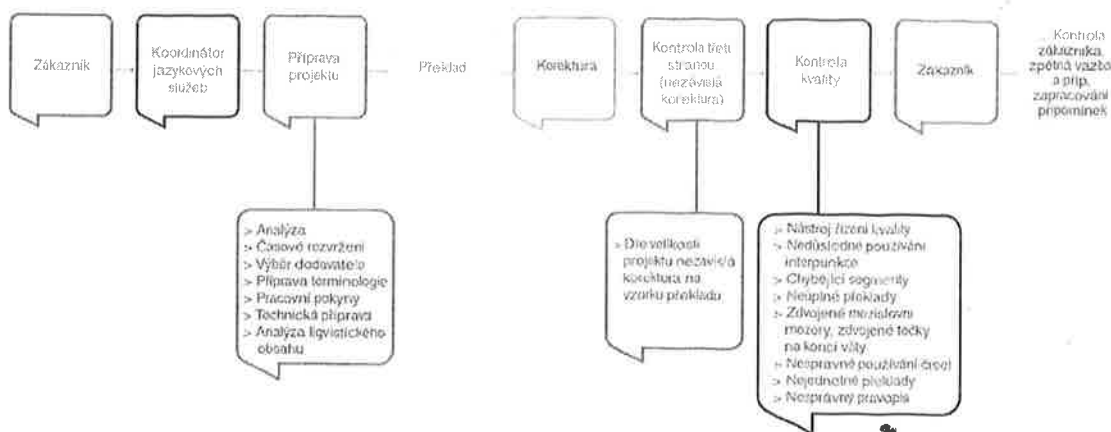 Zákazník
Koordinátor
jazykových
služeb
Příprava
projektu
Překlad
Korektura
Kontrola třetí
stranou
(nezávislá
korektura)
Kontrola
kvality
Zákazník
Kontrola
zákazníka,
zpětná vazba
a příp.
zapracování
připomínek
> Analýza
> Časové rozvržení
> Výběr dodavatele
> Příprava terminologie
> Pracovní pokyny
> Technická příprava
> Analýza ligvistického
obsahu
> Dle velikosti
projektu nezávislá
korektura na
vzorku překladu
> Nástroj řízení kvality
> Nedůsledné používání
interpunkce
> Chybějící segmenty
> Neúplné překlady
> Zdvojené mezislovní
mezery, zdvojené tečky
na konci věty
> Nesprávné používání čísel
> Nejednotné překlady
> Nesprávný pravopis